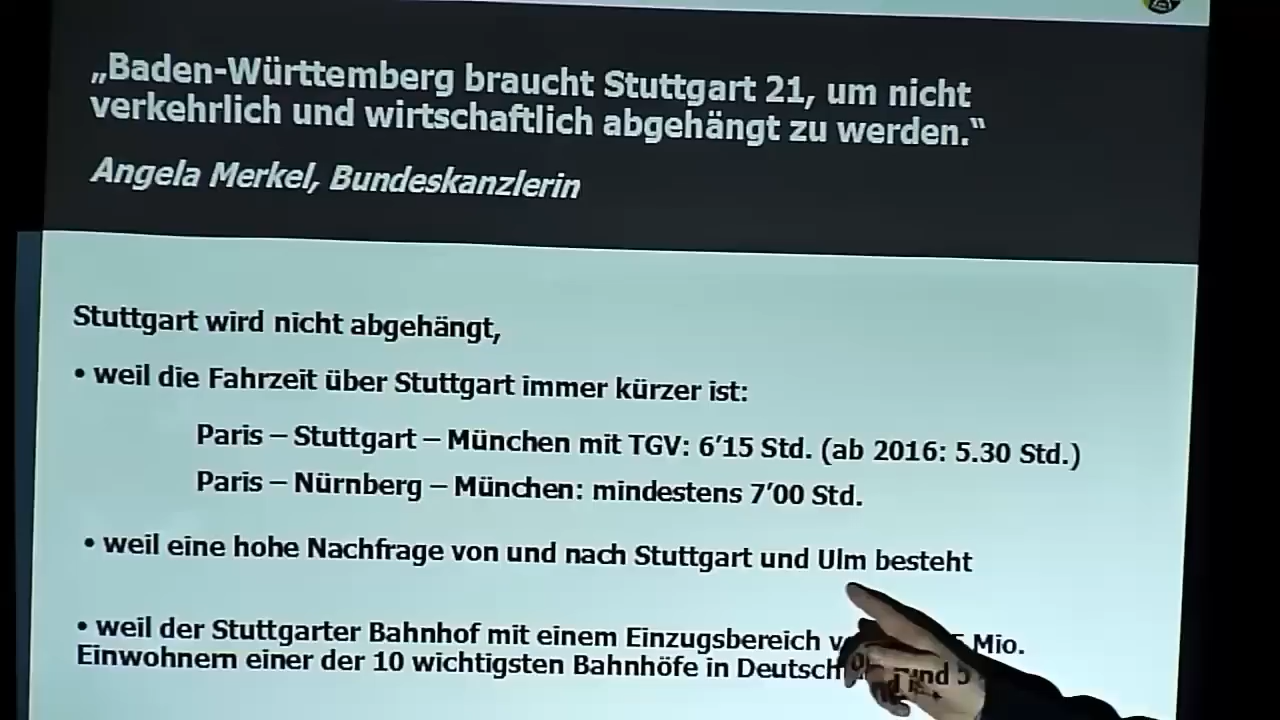 „Baden-Württemberg braucht Stuttgart 21, um nicht
verkehrlich und wirtschaftlich abgehängt zu werden.“
Angela Merkel, Bundeskanzlerin
Stuttgart wird nicht abgehängt,
• weil die Fahrzeit über Stuttgart immer kürzer ist:
Paris – Stuttgart – München mit TGV: 6’15 Std. (ab 2016: 5.30 Std.)
Paris – Nürnberg – München: mindestens 7’00 Std.
• weil eine hohe Nachfrage von und nach Stuttgart und Ulm besteht
• weil der Stuttgarter Bahnhof mit einem Einzugsbereich Mio.
Einwohnern einer der 10 wichtigsten Bahnhöfe in